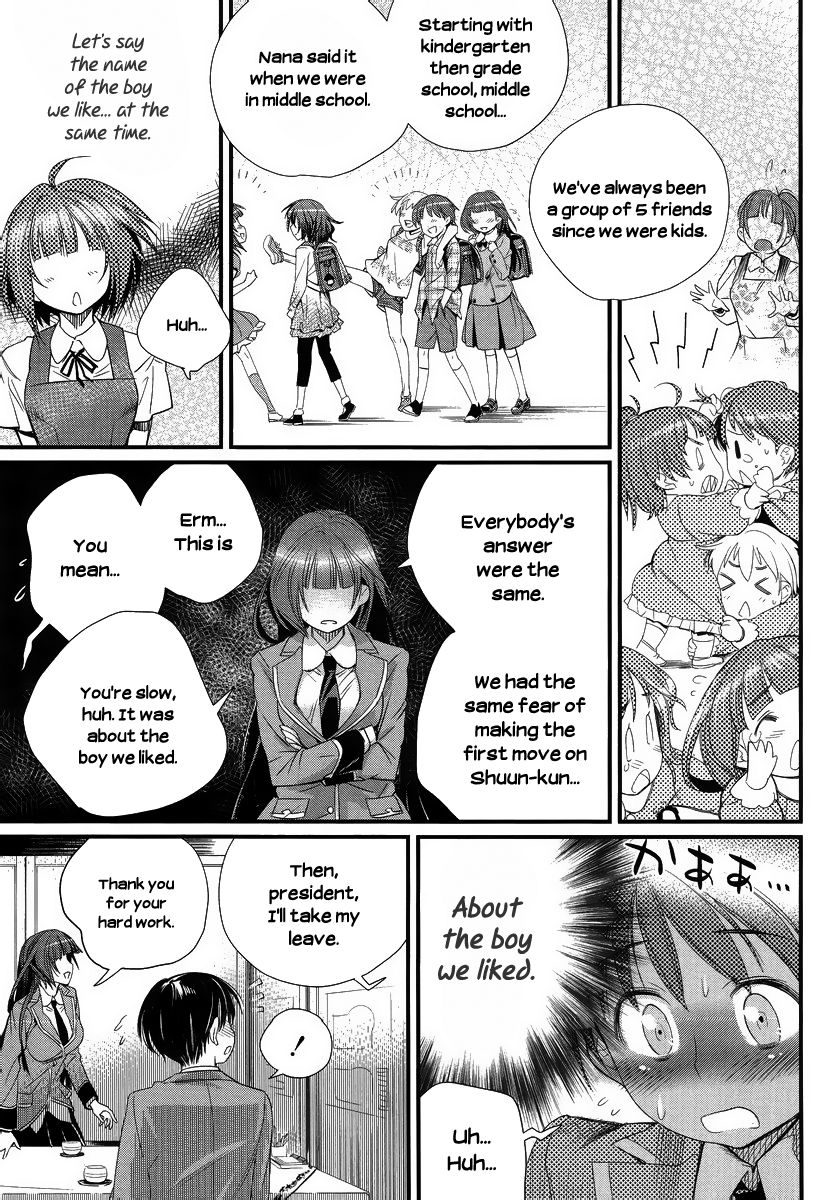 We've always been
a group of 5 friends
since we were kids.
Starting with
kindergarten
then grade
school, middle
school...
Nana said it
when we were
in middle school.
Let's say
the name
of the boy
we like... at the
same time.
Huh...
Everybody's
answer
were the
same.
We had the
same fear of
making the
first move on
Shuun-kun...
Erm...
This is
You
mean...
You're slow,
huh. It was
about the
boy we liked.
かあああ...
About
the boy
we liked.
Uh...
Huh...
Then,
president,
I'll take my
leave.
Thank you
for your
hard work.
!